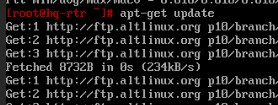 [root@hq-rtr ~]# apt-get update
Get:1 http://ftp.altlinux.org p10/branch/
Get:2 http://ftp.altlinux.org p10/branch/
Get:3 http://ftp.altlinux.org p10/branch/
Fetched 8732B in 0s (234kB/s)
Get:1 http://ftp.altlinux.org p10/branch/
Get:2 http://ftp.altlinux.org p10/branch/